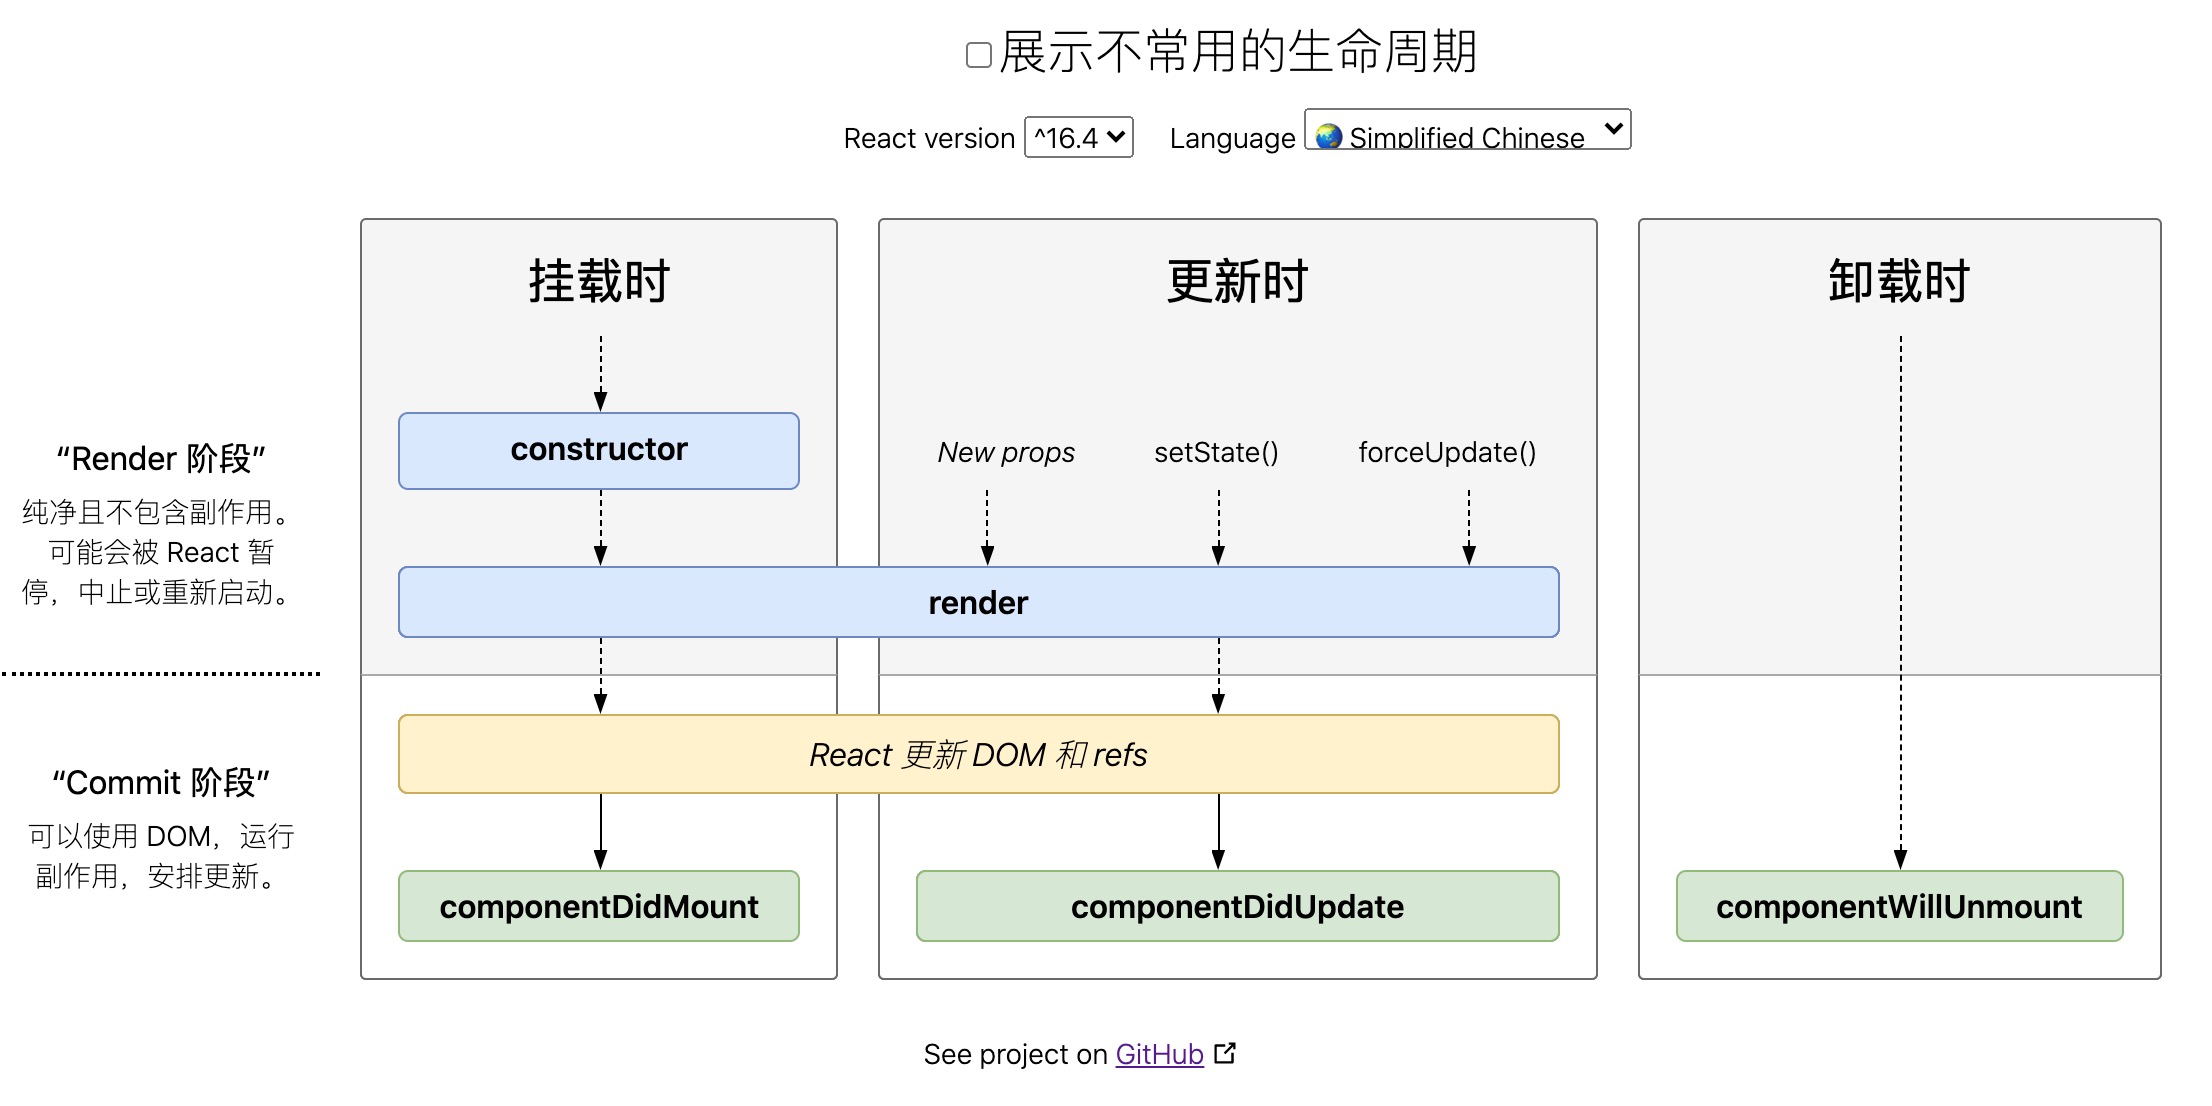 展示不常用的生命周期
React version ^16.4 Language 🌏 Simplified Chinese
挂载时
更新时
卸载时
“Render 阶段”
纯净且不包含副作用。
可能会被 React 暂
停，中止或重新启动。
constructor
New props
setState()
forceUpdate()
render
“Commit 阶段”
可以使用 DOM，运行
副作用，安排更新。
React 更新 DOM 和 refs
componentDidMount
componentDidUpdate
componentWillUnmount
See project on GitHub